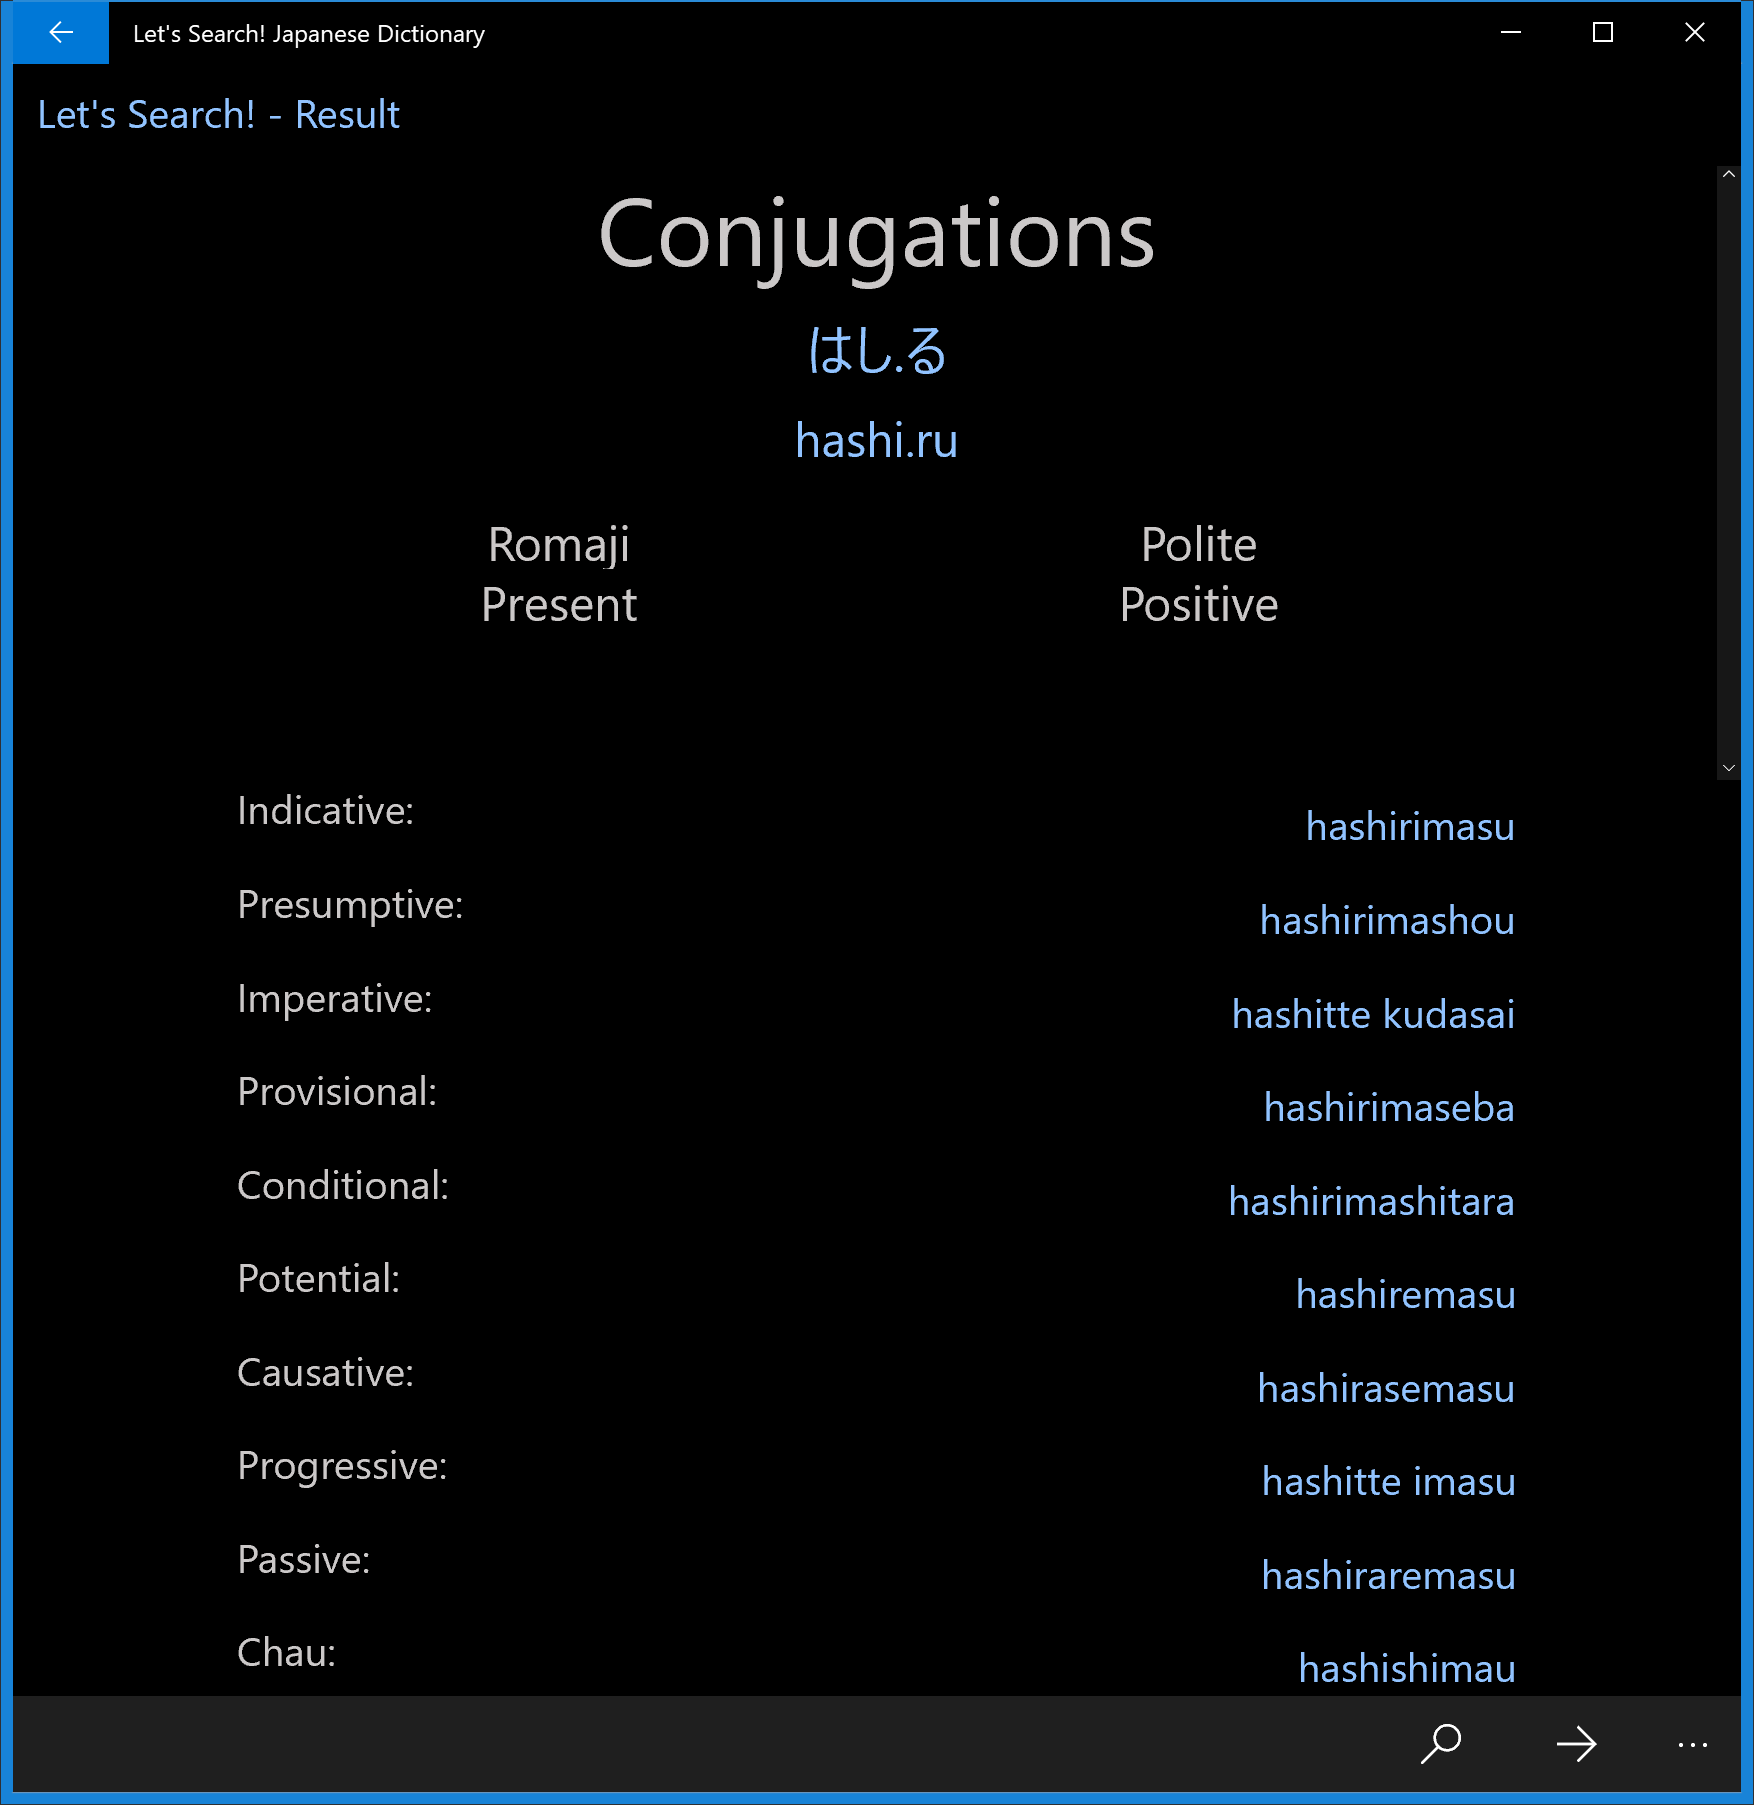 Let's Search! Japanese Dictionary
Let's Search! - Result
Conjugations
はし.る
hashi.ru
Romaji Polite
Present Positive
Indicative: hashirimasu
Presumptive: hashirimashou
Imperative: hashitte kudasai
Provisional: hashirimaseba
Conditional: hashirimashitara
Potential: hashiremasu
Causative: hashirasemasu
Progressive: hashitte imasu
Passive: hashiraremasu
Chau: hashishimau